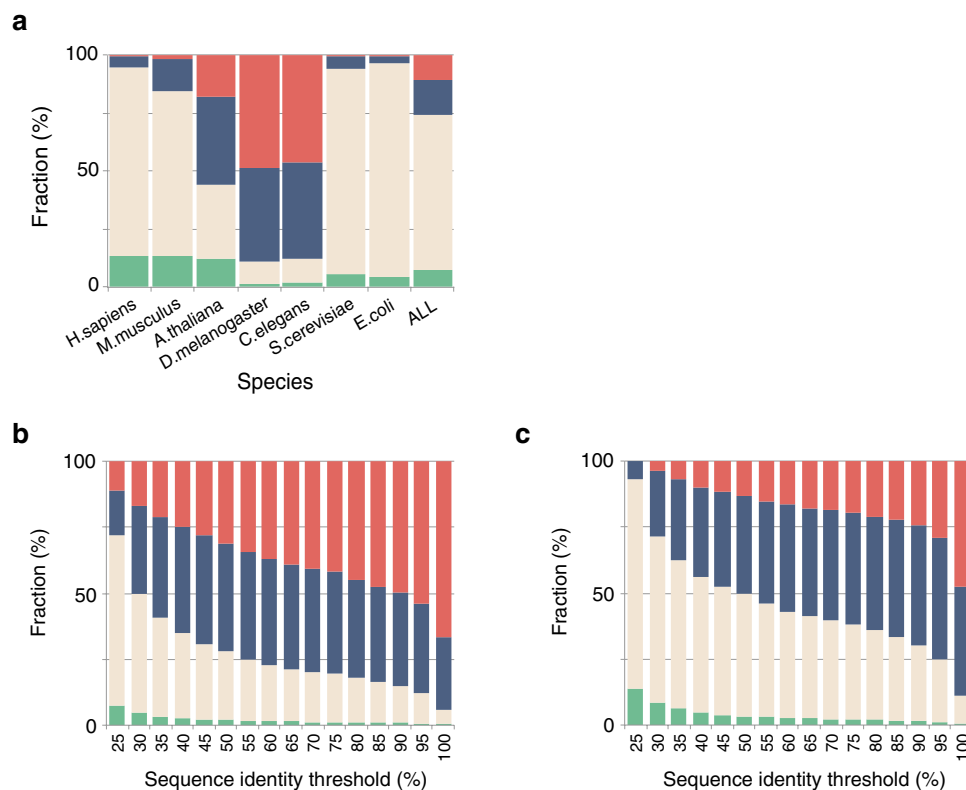 a
100
50
0
Fraction (%)
H.sapiens
M.musculus
A.thaliana
D.melanogaster
C.elegans
S.cerevisiae
E.coli
ALL
Species
b
100
50
0
Fraction (%)
25 30 35 40 45 50 55 60 65 70 75 80 85 90 95 100
Sequence identity threshold (%)
c
100
50
0
Fraction (%)
25 30 35 40 45 50 55 60 65 70 75 80 85 90 95 100
Sequence identity threshold (%)